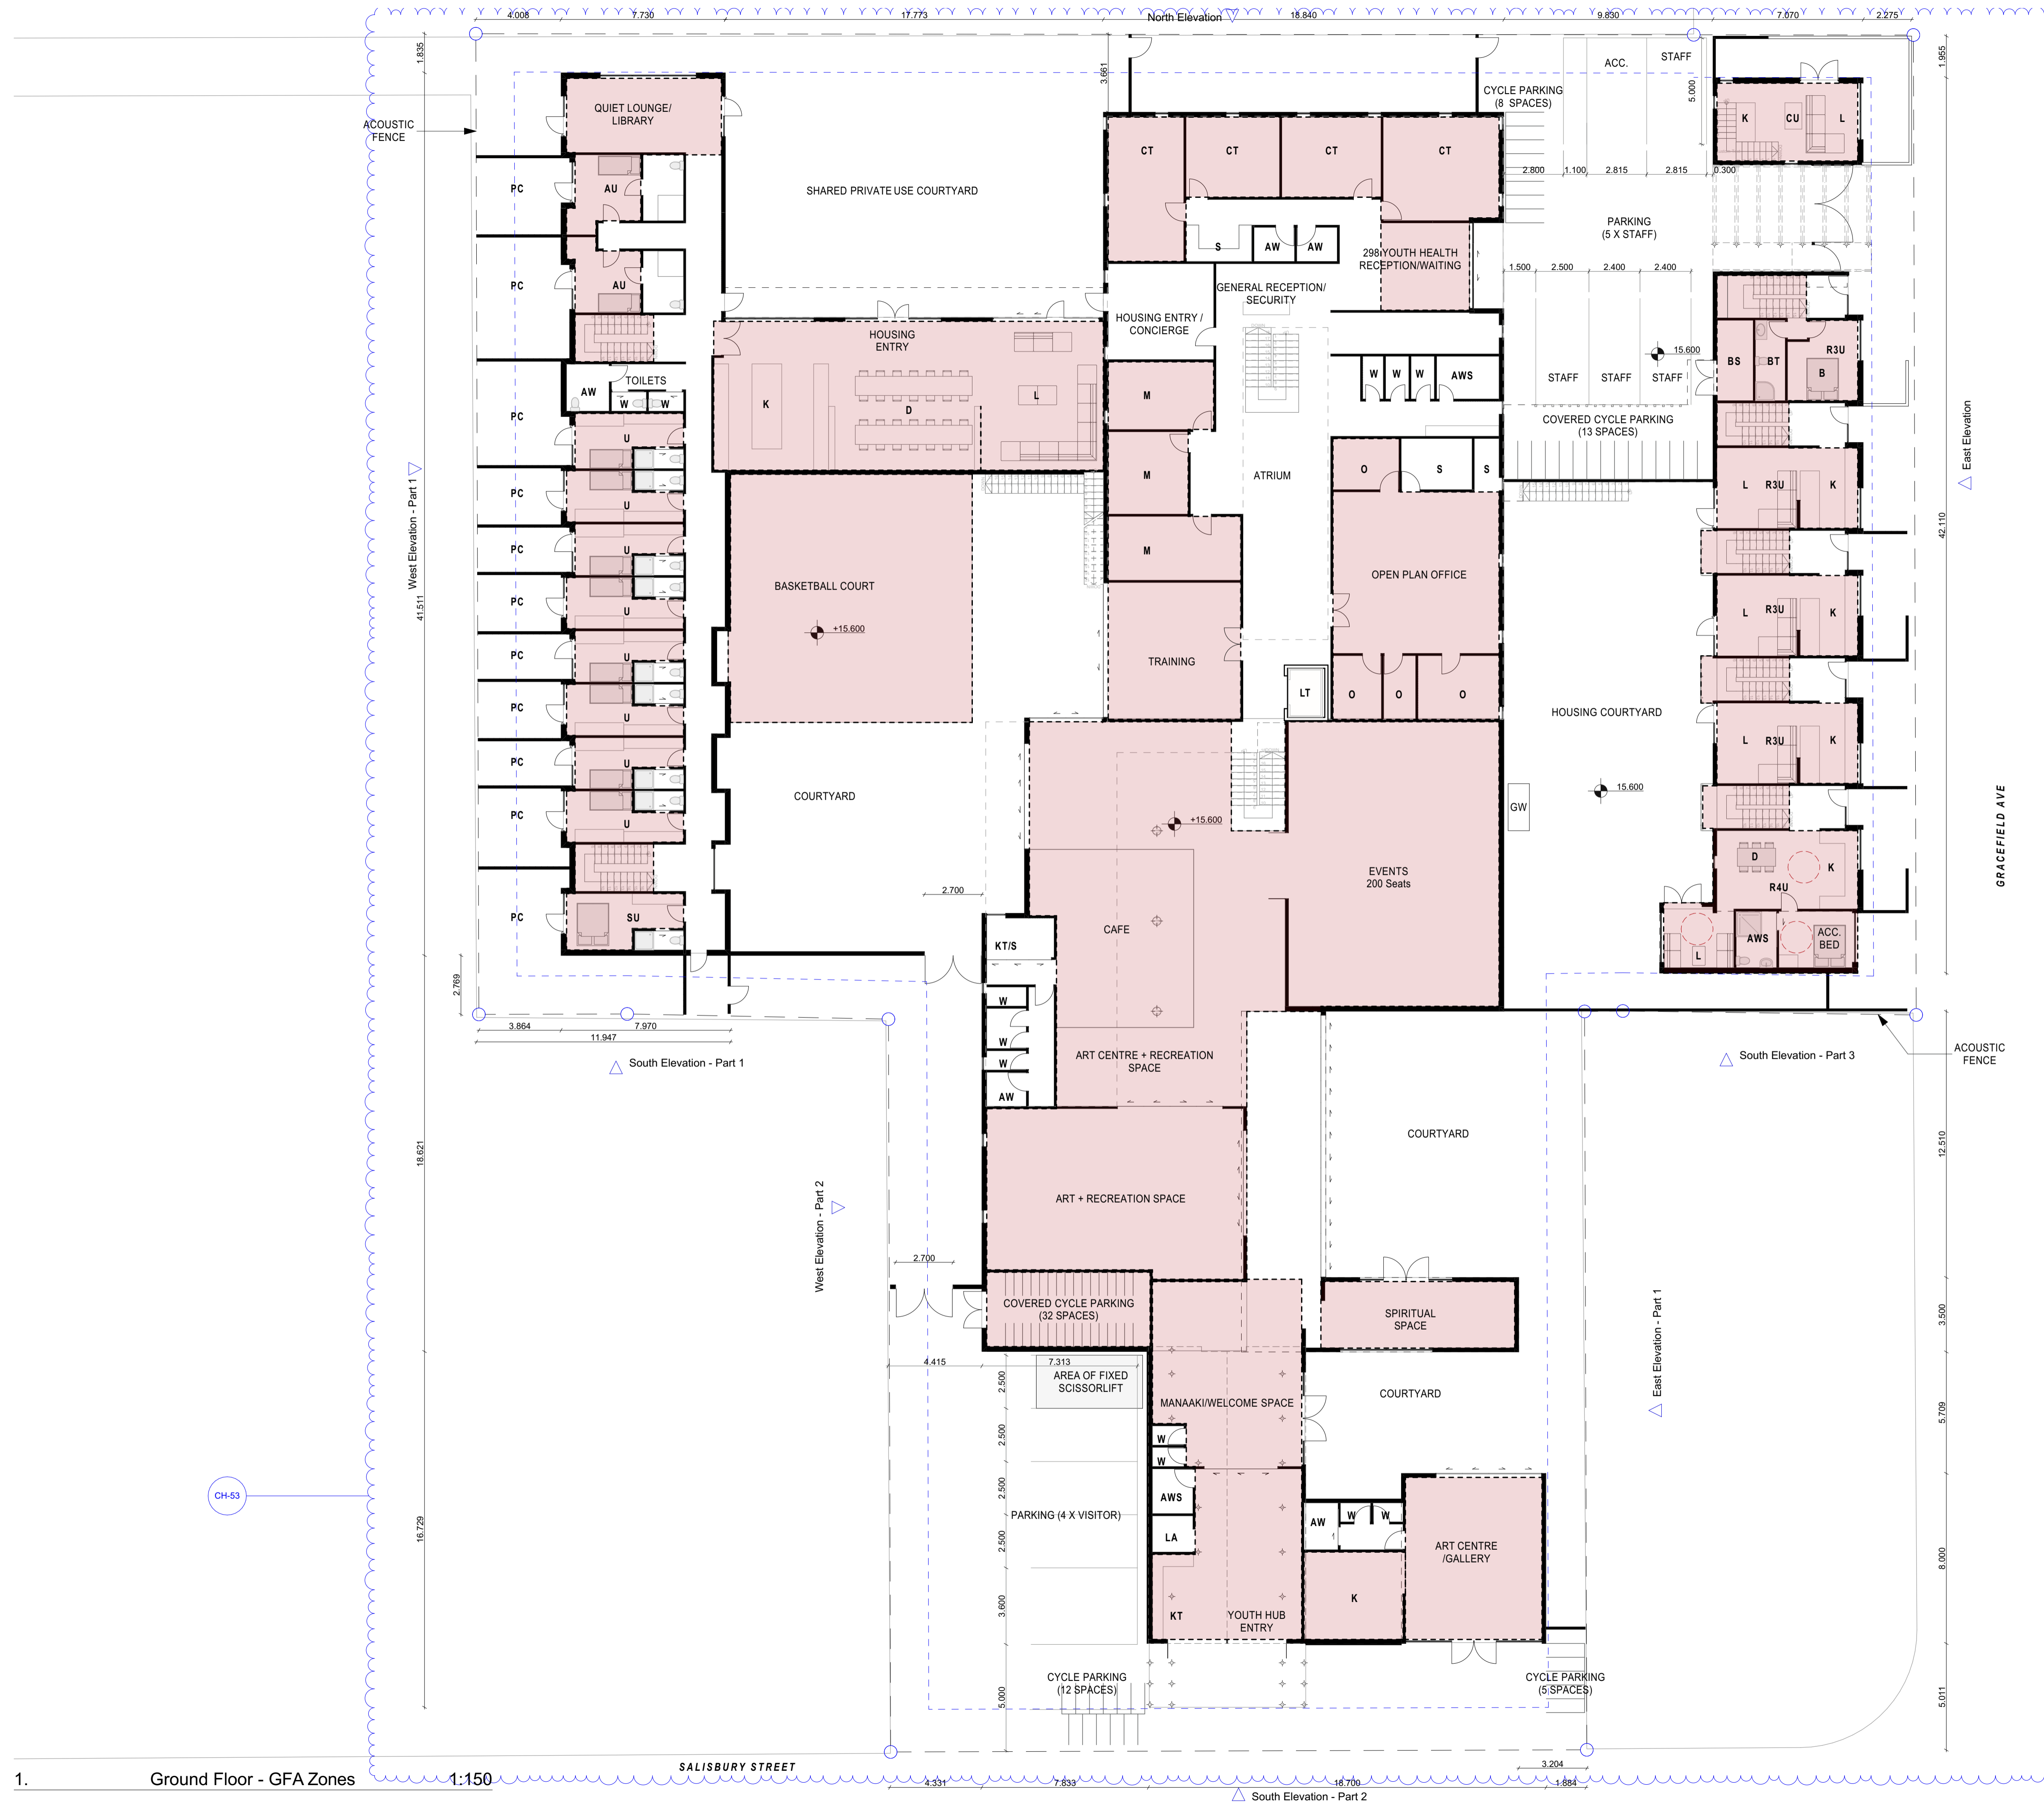 4.008
7.730
17.773
North Elevation
18.840
9.830
7.070
2.275
1.835
3.661
1.955
5.000
ACC.
STAFF
CYCLE PARKING
(8 SPACES)
QUIET LOUNGE/
LIBRARY
ACOUSTIC
FENCE
K
CU
L
CT
CT
CT
CT
2.800
1.100
2.815
2.815
0.300
PC
AU
SHARED PRIVATE USE COURTYARD
PARKING
(5 X STAFF)
S
AW
AW
298 YOUTH HEALTH
RECEPTION/WAITING
1.500
2.500
2.400
2.400
PC
AU
GENERAL RECEPTION/
SECURITY
HOUSING ENTRY /
CONCIERGE
HOUSING
ENTRY
15.600
R3U
BS
BT
B
TOILETS
AW
W
W
K
D
L
M
W
W
W
AWS
STAFF
STAFF
STAFF
PC
COVERED CYCLE PARKING
(13 SPACES)
East Elevation
U
West Elevation - Part 1
M
ATRIUM
O
S
S
L
R3U
K
PC
U
42.110
PC
U
M
BASKETBALL COURT
OPEN PLAN OFFICE
41.511
PC
U
L
R3U
K
+15.600
PC
U
TRAINING
LT
O
O
O
PC
U
HOUSING COURTYARD
L
R3U
K
PC
U
COURTYARD
15.600
GW
GRACEFIELD AVE
PC
U
+15.600
D
K
R4U
EVENTS
200 Seats
2.700
PC
SU
CAFE
KT/S
L
AWS
ACC.
BED
2.769
W
3.864
7.970
11.947
W
South Elevation - Part 1
W
ART CENTRE + RECREATION
SPACE
South Elevation - Part 3
ACOUSTIC
FENCE
AW
COURTYARD
18.621
12.510
West Elevation - Part 2
ART + RECREATION SPACE
2.700
COVERED CYCLE PARKING
(32 SPACES)
SPIRITUAL
SPACE
3.500
East Elevation - Part 1
4.415
7.313
AREA OF FIXED
SCISSORLIFT
2.500
MANAAKI/WELCOME SPACE
COURTYARD
5.709
2.500
W
W
CH-53
2.500
AWS
PARKING (4 X VISITOR)
AW
W
W
16.729
2.500
LA
ART CENTRE
/GALLERY
8.000
3.600
KT
YOUTH HUB
ENTRY
K
CYCLE PARKING
(12 SPACES)
CYCLE PARKING
(5 SPACES)
5.000
5.011
SALISBURY STREET
3.204
1.
Ground Floor - GFA Zones
1:150
4.331
7.833
16.700
1.884
South Elevation - Part 2